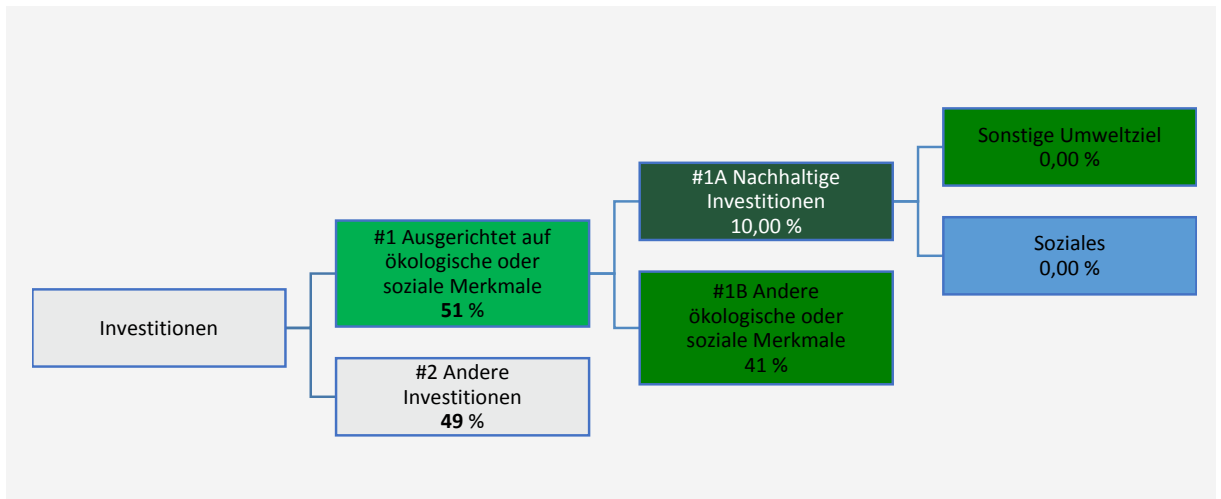 Investitionen
#1 Ausgerichtet auf
ökologische oder
soziale Merkmale
51 %
#2 Andere
Investitionen
49 %
#1A Nachhaltige
Investitionen
10,00 %
#1B Andere
ökologische oder
soziale Merkmale
41 %
Sonstige Umweltziel
0,00 %
Soziales
0,00 %